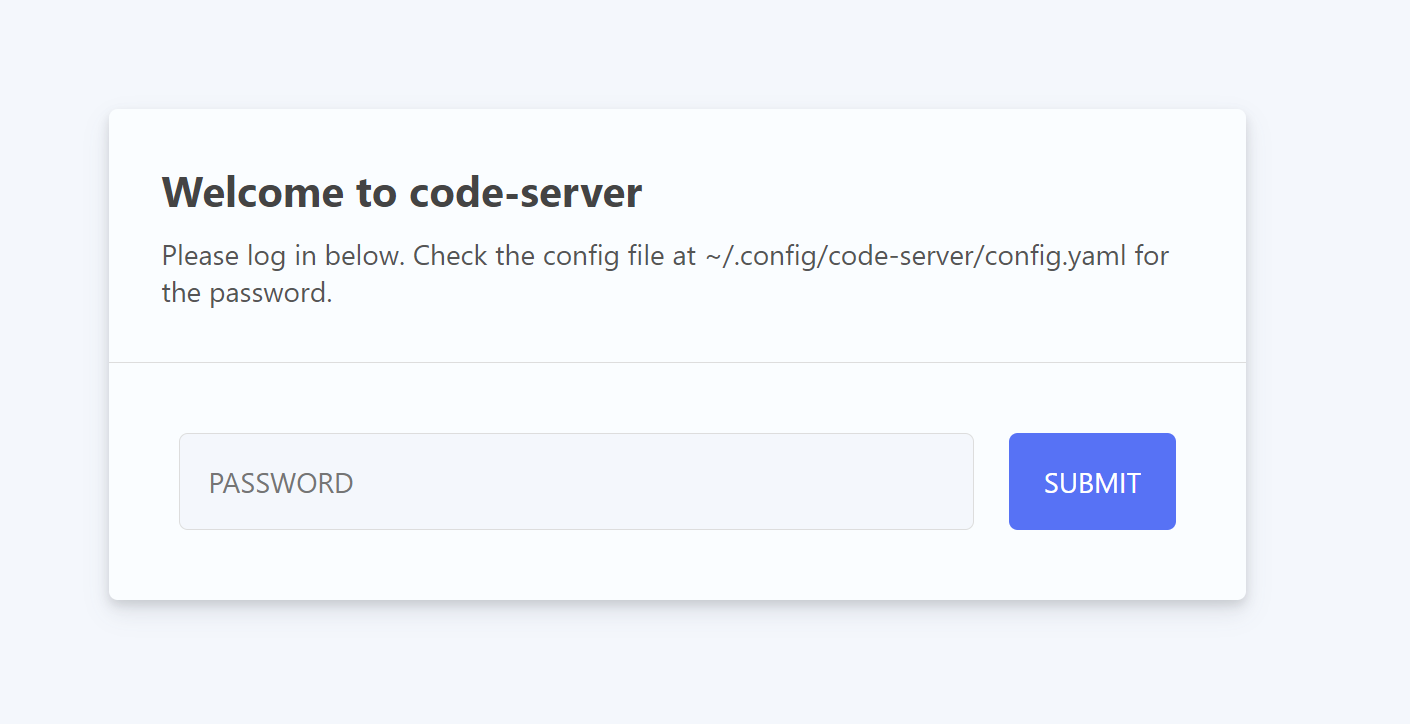 Welcome to code-server
Please log in below. Check the config file at ~/.config/code-server/config.yaml for
the password.
PASSWORD
SUBMIT